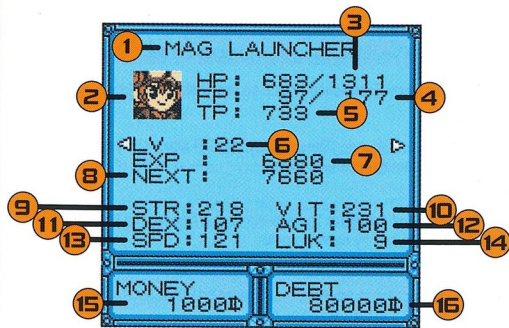 3
1 MAG LAUNCHER
2 HP: 683/1311
FP: 97/ 177 4
TP: 733 5
LV :22 6
EXP : 6880 7
8 NEXT: 7660
9 STR:218 VIT:231 10
11 DEX:107 AGI:100 12
13 SPD:121 LUK: 9 14
MONEY DEBT
15 1000 80000 16